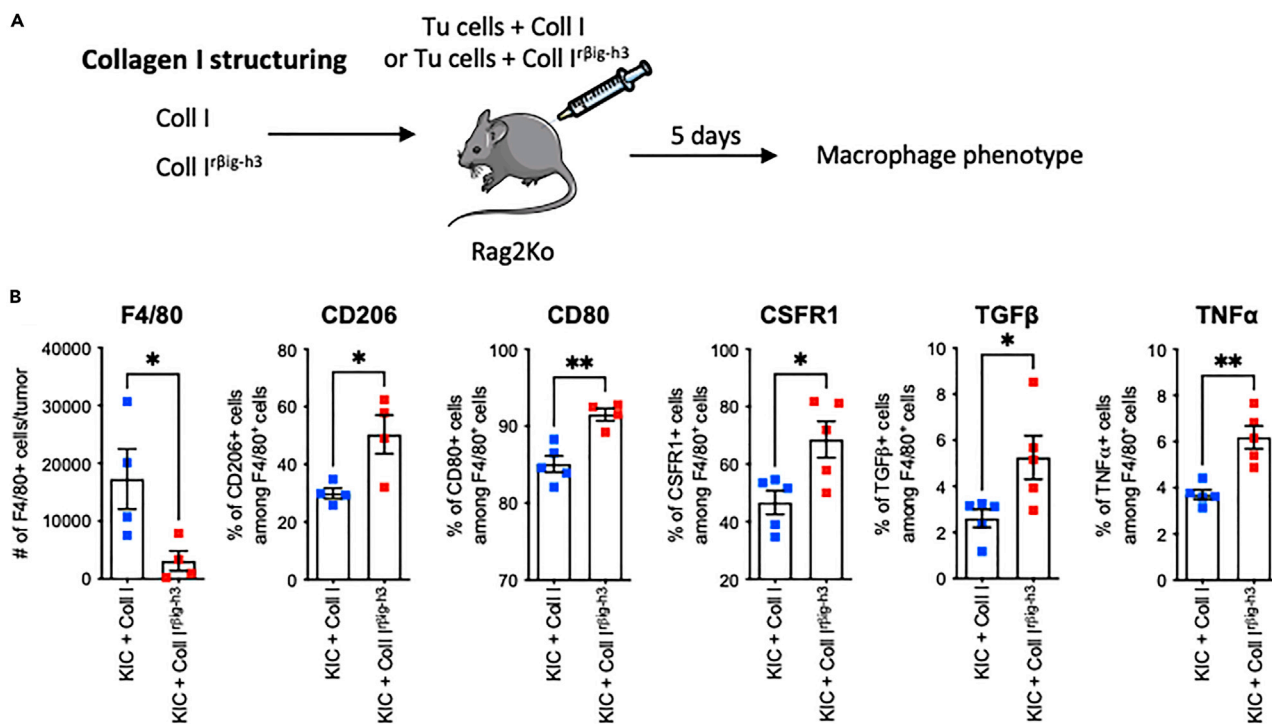 A
Collagen I structuring
Coll I
Coll Iʳᵝⁱᵍ⁻ʰ³
Tu cells + Coll I
or Tu cells + Coll Iʳᵝⁱᵍ⁻ʰ³
Rag2Ko
5 days
Macrophage phenotype
B
F4/80
# of F4/80+ cells/tumor
40000
30000
20000
10000
0
*
KIC + Coll I
KIC + Coll Iʳᵝⁱᵍ⁻ʰ³
CD206
% of CD206+ cells
among F4/80⁺ cells
80
60
40
20
0
*
KIC + Coll I
KIC + Coll Iʳᵝⁱᵍ⁻ʰ³
CD80
% of CD80+ cells
among F4/80⁺ cells
100
90
80
70
**
KIC + Coll I
KIC + Coll Iʳᵝⁱᵍ⁻ʰ³
CSFR1
% of CSFR1+ cells
among F4/80⁺ cells
100
80
60
40
20
*
KIC + Coll I
KIC + Coll Iʳᵝⁱᵍ⁻ʰ³
TGFβ
% of TGFβ+ cells
among F4/80⁺ cells
10
8
6
4
2
0
*
KIC + Coll I
KIC + Coll Iʳᵝⁱᵍ⁻ʰ³
TNFα
% of TNFα+ cells
among F4/80⁺ cells
10
8
6
4
2
0
**
KIC + Coll I
KIC + Coll Iʳᵝⁱᵍ⁻ʰ³